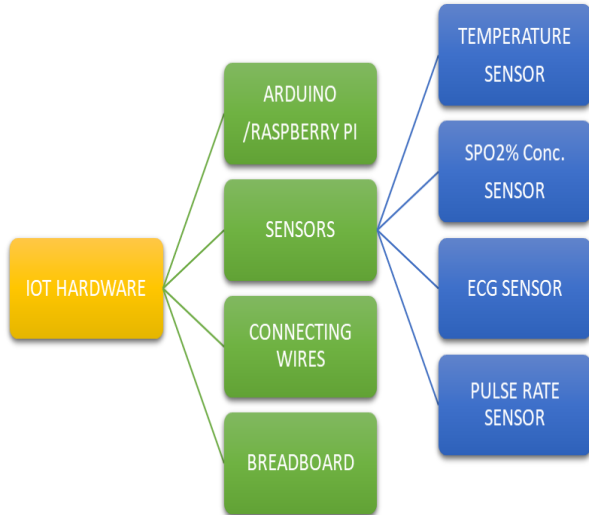 IOT HARDWARE
ARDUINO
/RASPBERRY PI
SENSORS
CONNECTING
WIRES
BREADBOARD
TEMPERATURE
SENSOR
SPO2% Conc.
SENSOR
ECG SENSOR
PULSE RATE
SENSOR